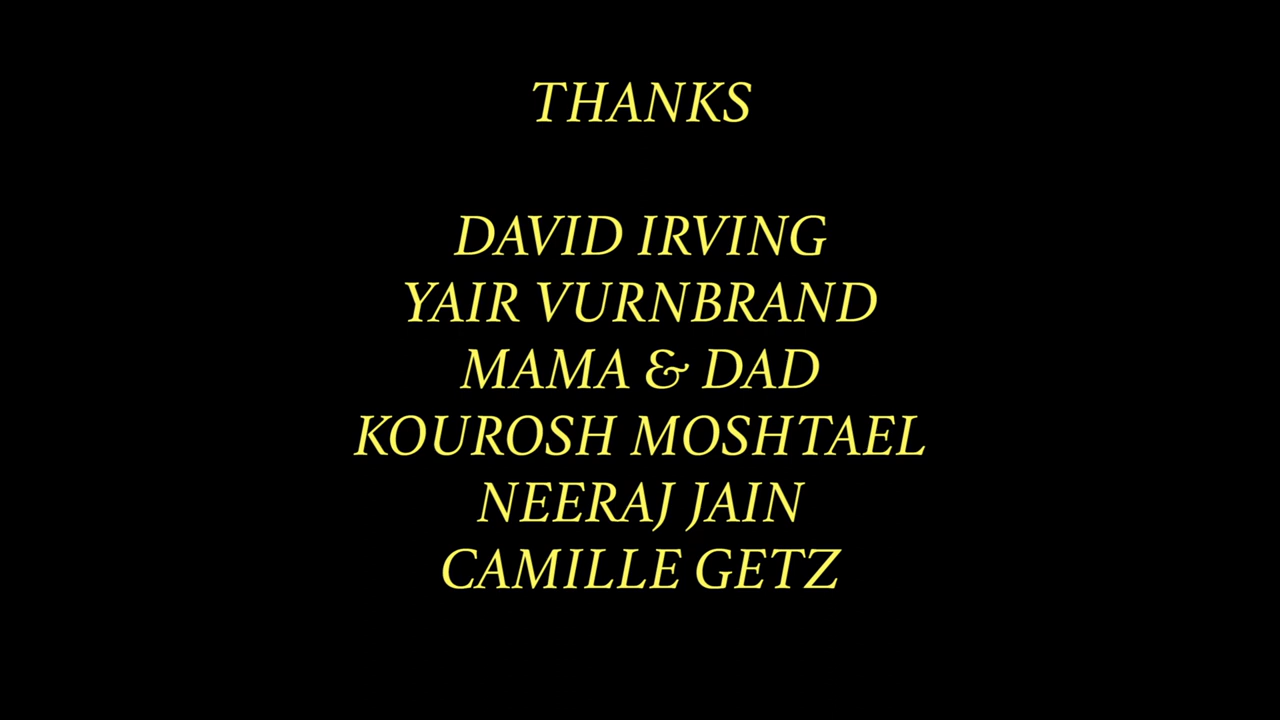 THANKS
DAVID IRVING
YAIR VURNBRAND
MAMA & DAD
KOUROSH MOSHTAEL
NEERAJ JAIN
CAMILLE GETZ